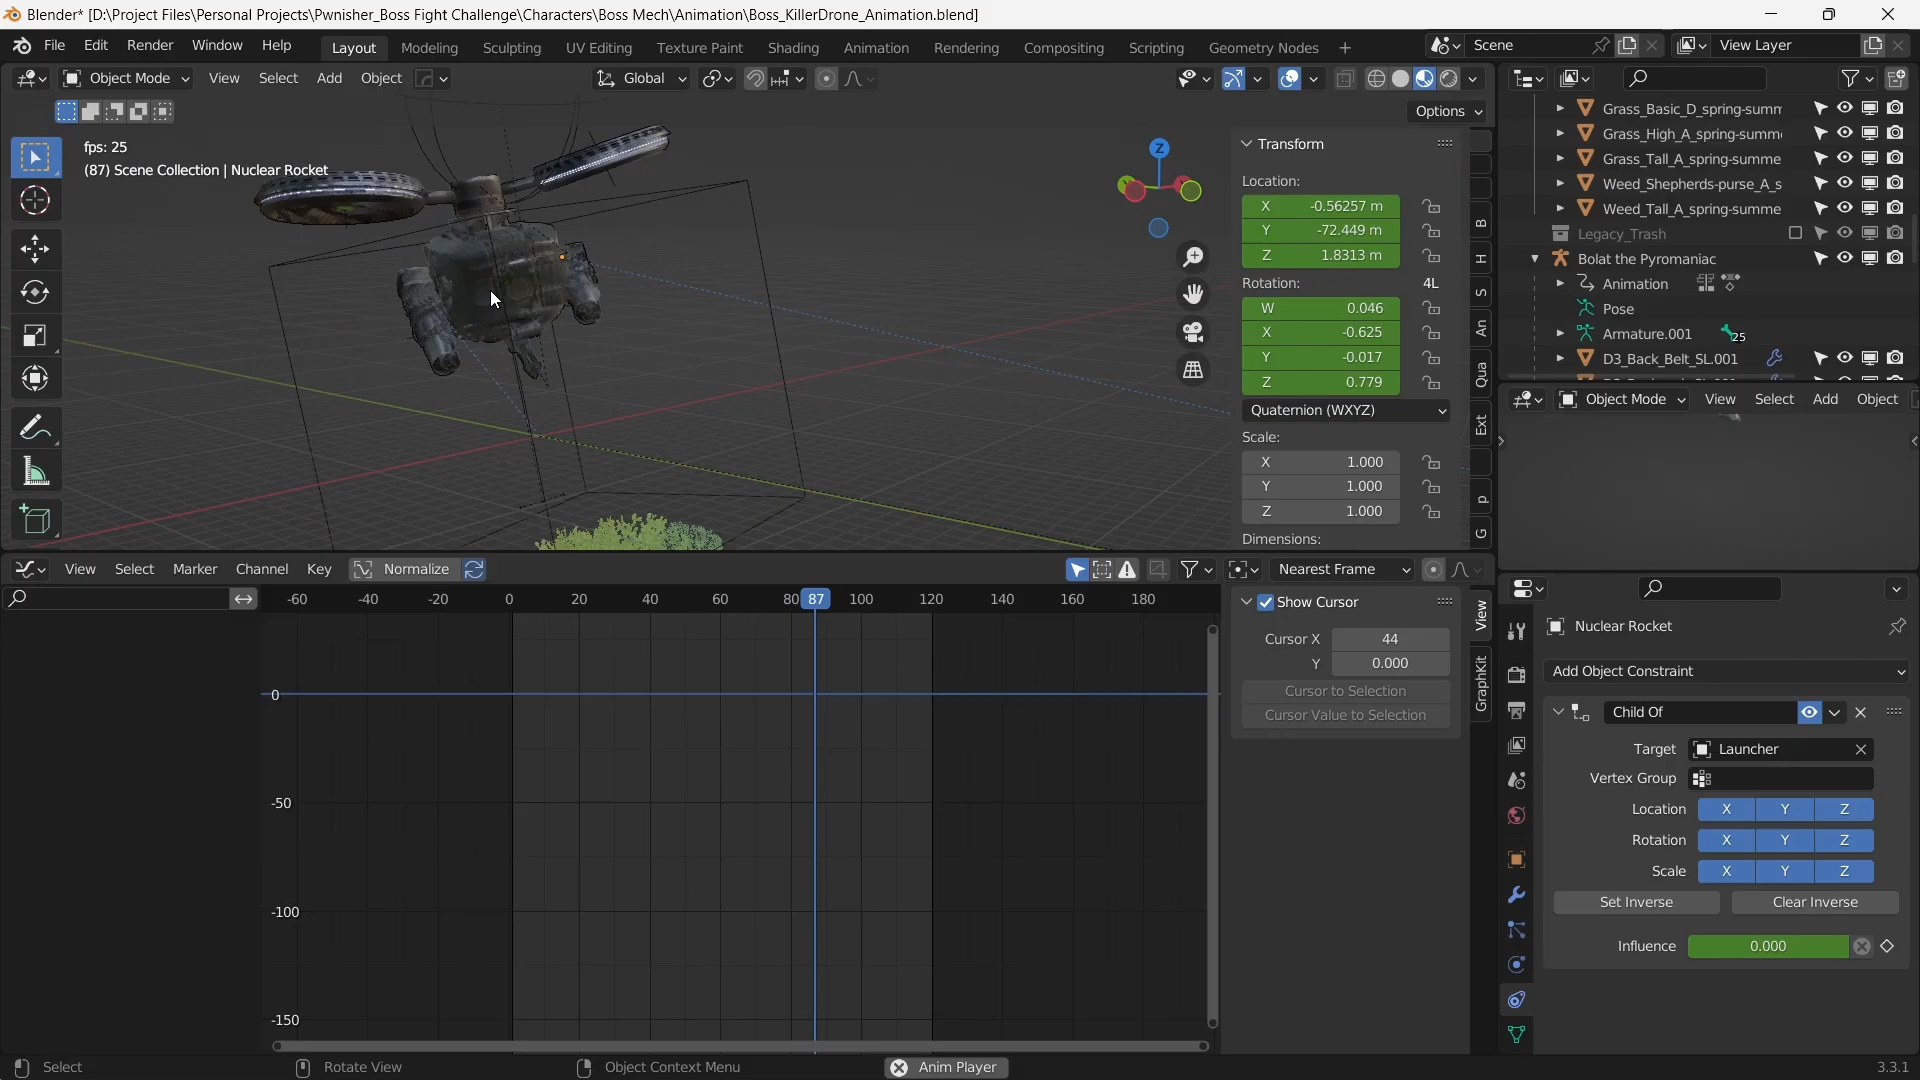 Blender* [D:\Project Files\Personal Projects\Pwnisher_Boss Fight Challenge\Characters\Boss Mech\Animation\Boss_KillerDrone_Animation.blend]
File Edit Render Window Help Layout Modeling Sculpting UV Editing Texture Paint Shading Animation Rendering Compositing Scripting Geometry Nodes + Scene View Layer
Object Mode View Select Add Object Global
Options
fps: 25
(87) Scene Collection | Nuclear Rocket
Z
Transform
Location:
X -0.56257 m
Y -72.449 m
Z 1.8313 m
Rotation: 4L
W 0.046
X -0.625
Y -0.017
Z 0.779
Quaternion (WXYZ)
Scale:
X 1.000
Y 1.000
Z 1.000
Dimensions:
B
H
S
An
Qua
Ext
p
G
Grass_Basic_D_spring-summ
Grass_High_A_spring-summ
Grass_Tall_A_spring-summe
Weed_Shepherds-purse_A_s
Weed_Tall_A_spring-summe
Legacy_Trash
Bolat the Pyromaniac
Animation
Pose
Armature.001 25
D3_Back_Belt_SL.001
Object Mode View Select Add Object
View Select Marker Channel Key Normalize Nearest Frame
-60 -40 -20 0 20 40 60 80 87 100 120 140 160 180
0
-50
-100
-150
Show Cursor
Cursor X 44
Y 0.000
Cursor to Selection
Cursor Value to Selection
View
GraphKit
Nuclear Rocket
Add Object Constraint
Child Of
Target Launcher
Vertex Group
Location X Y Z
Rotation X Y Z
Scale X Y Z
Set Inverse Clear Inverse
Influence 0.000
Select Rotate View Object Context Menu Anim Player 3.3.1